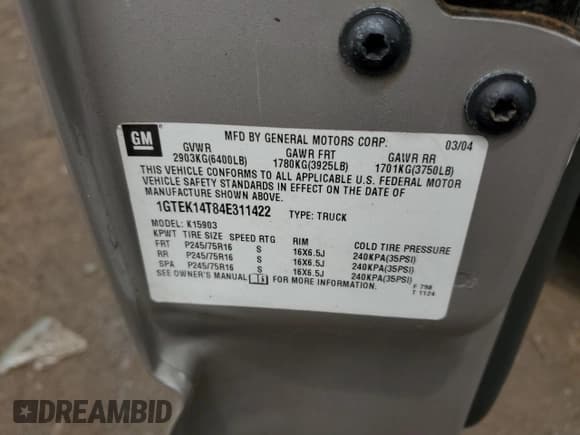 GM
MFD BY GENERAL MOTORS CORP. 03/04
GVWR GAWR FRT GAWR RR
2903KG(6400LB) 1780KG(3925LB) 1701KG(3750LB)
THIS VEHICLE CONFORMS TO ALL APPLICABLE U.S. FEDERAL MOTOR
VEHICLE SAFETY STANDARDS IN EFFECT ON THE DATE OF
MANUFACTURE SHOWN ABOVE.
1GTEK14T84E311422 TYPE: TRUCK
MODEL: K15903
KPWT TIRE SIZE SPEED RTG RIM COLD TIRE PRESSURE
FRT P245/75R16 S 16X6.5J 240KPA(35PSI)
RR P245/75R16 S 16X6.5J 240KPA(35PSI)
SPA P245/75R16 S 16X6.5J 240KPA(35PSI)
SEE OWNER'S MANUAL i FOR MORE INFORMATION.
F 798
T 1124
DREAMBID